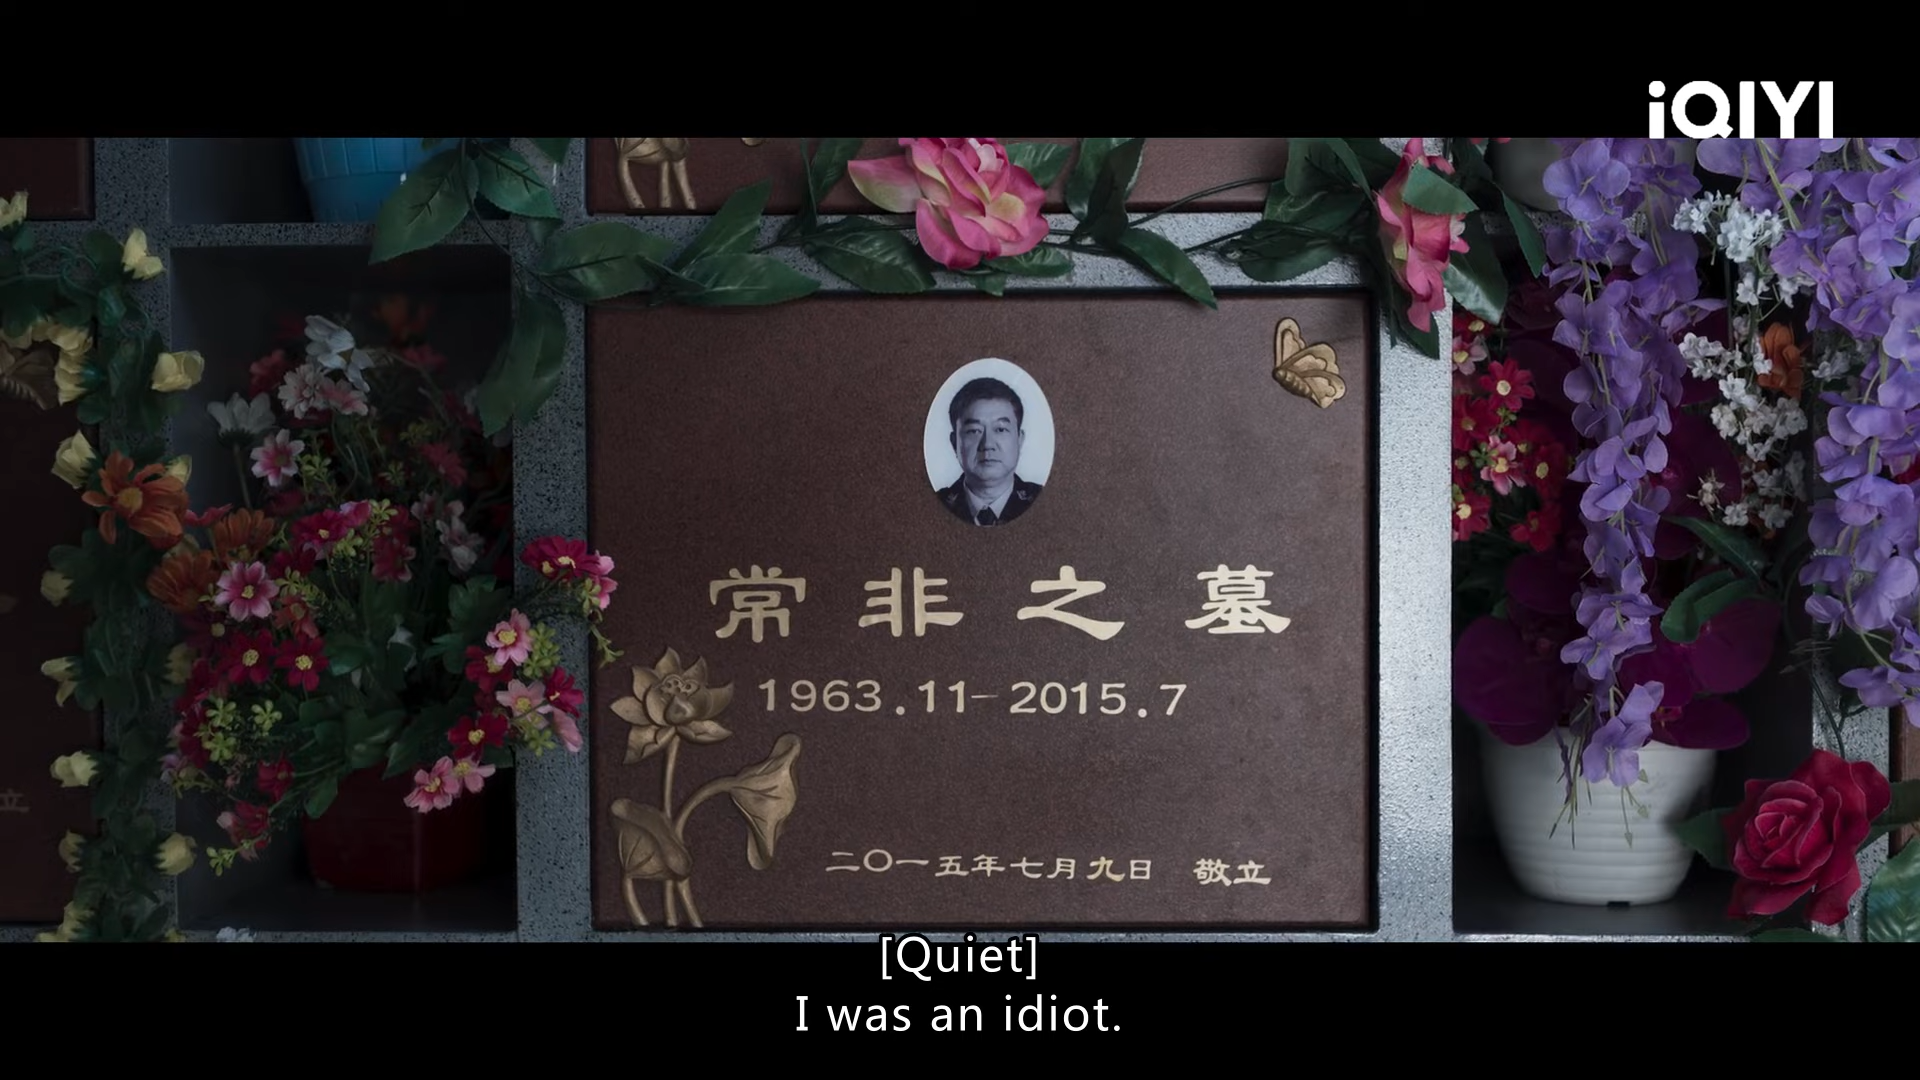 iQIYI
常非之墓
1963.11-2015.7
二〇一五年七月九日 敬立
立
[Quiet]
I was an idiot.